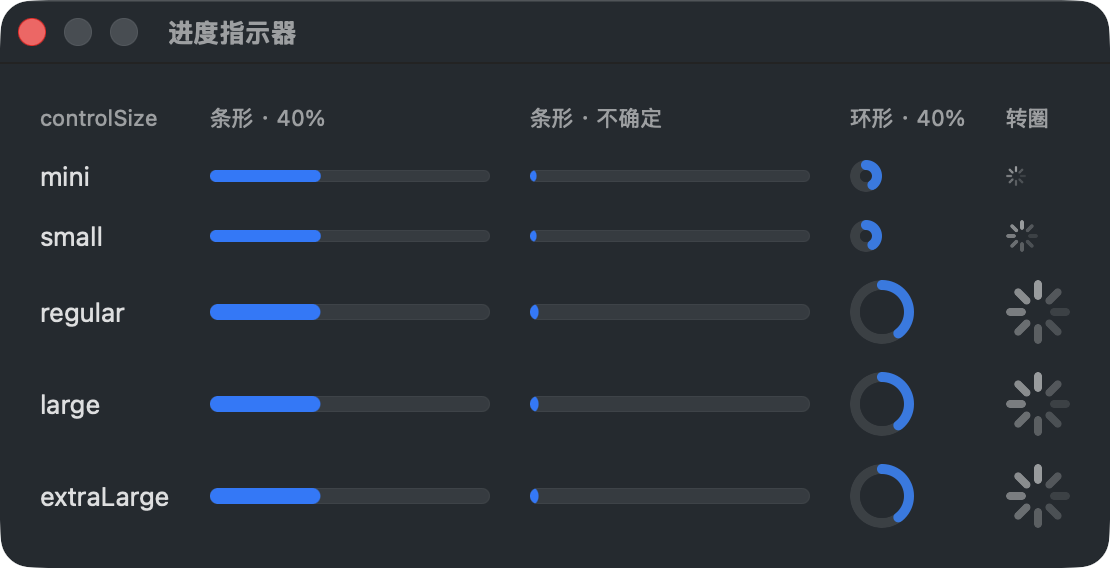 进度指示器
controlSize 条形 · 40% 条形 · 不确定 环形 · 40% 转圈
mini
small
regular
large
extraLarge